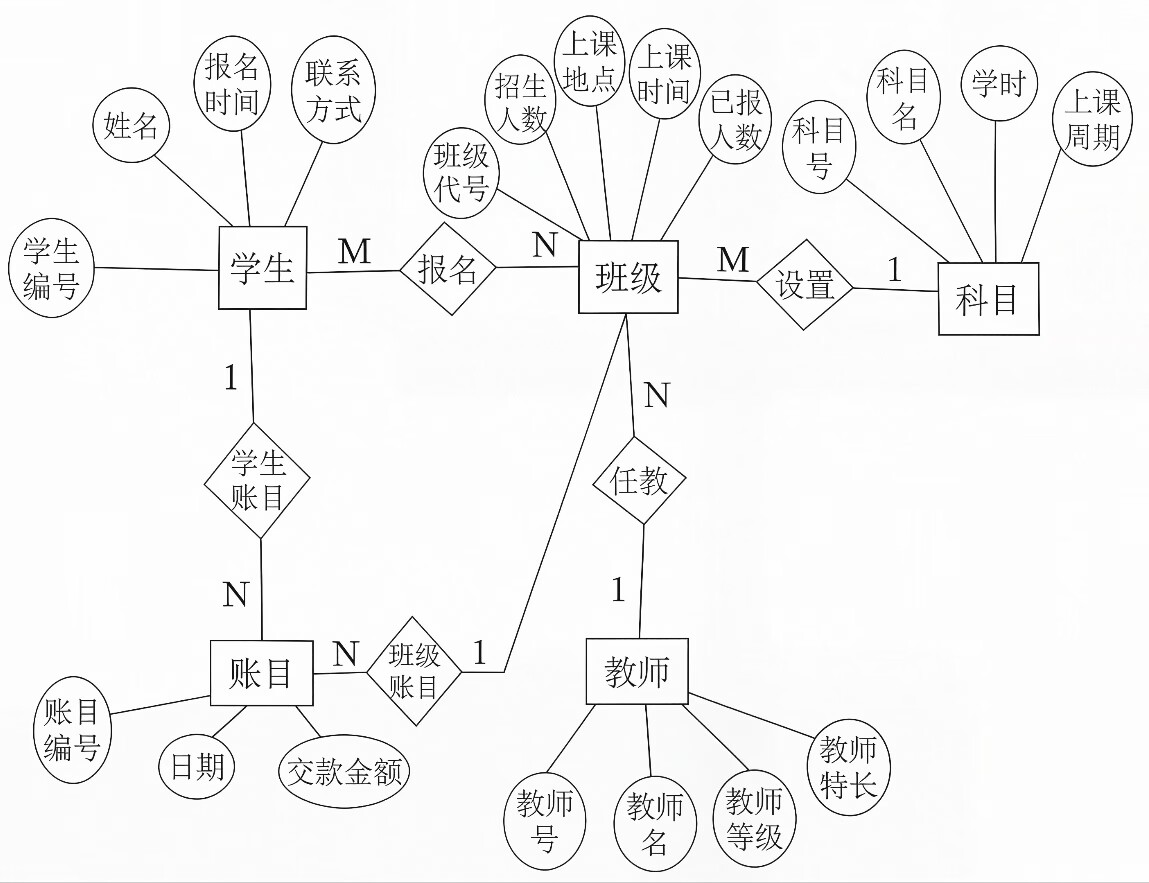 姓名
报名
时间
联系
方式
学生
编号
学生
班级
代号
招生
人数
上课
地点
上课
时间
已报
人数
科目
号
科目
名
学时
上课
周期
M
报名
N
班级
M
设置
1
科目
1
学生
账目
N
N
任教
1
账目
N
班级
账目
1
教师
账目
编号
日期
交款金额
教师
号
教师
名
教师
等级
教师
特长